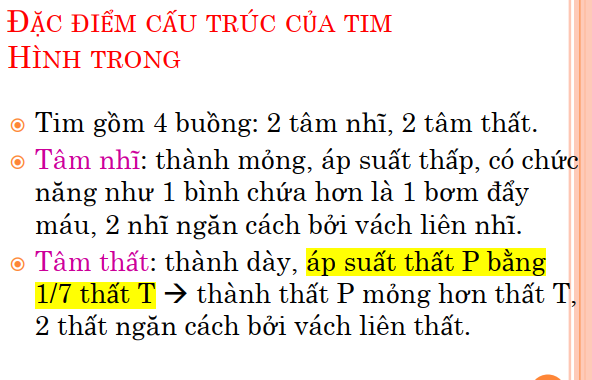 ĐẶC ĐIỂM CẤU TRÚC CỦA TIM
HÌNH TRONG
Tim gồm 4 buồng: 2 tâm nhĩ, 2 tâm thất.
Tâm nhĩ: thành mỏng, áp suất thấp, có chức
năng như 1 bình chứa hơn là 1 bơm đẩy
máu, 2 nhĩ ngăn cách bởi vách liên nhĩ.
Tâm thất: thành dày, áp suất thất P bằng
1/7 thất T → thành thất P mỏng hơn thất T,
2 thất ngăn cách bởi vách liên thất.